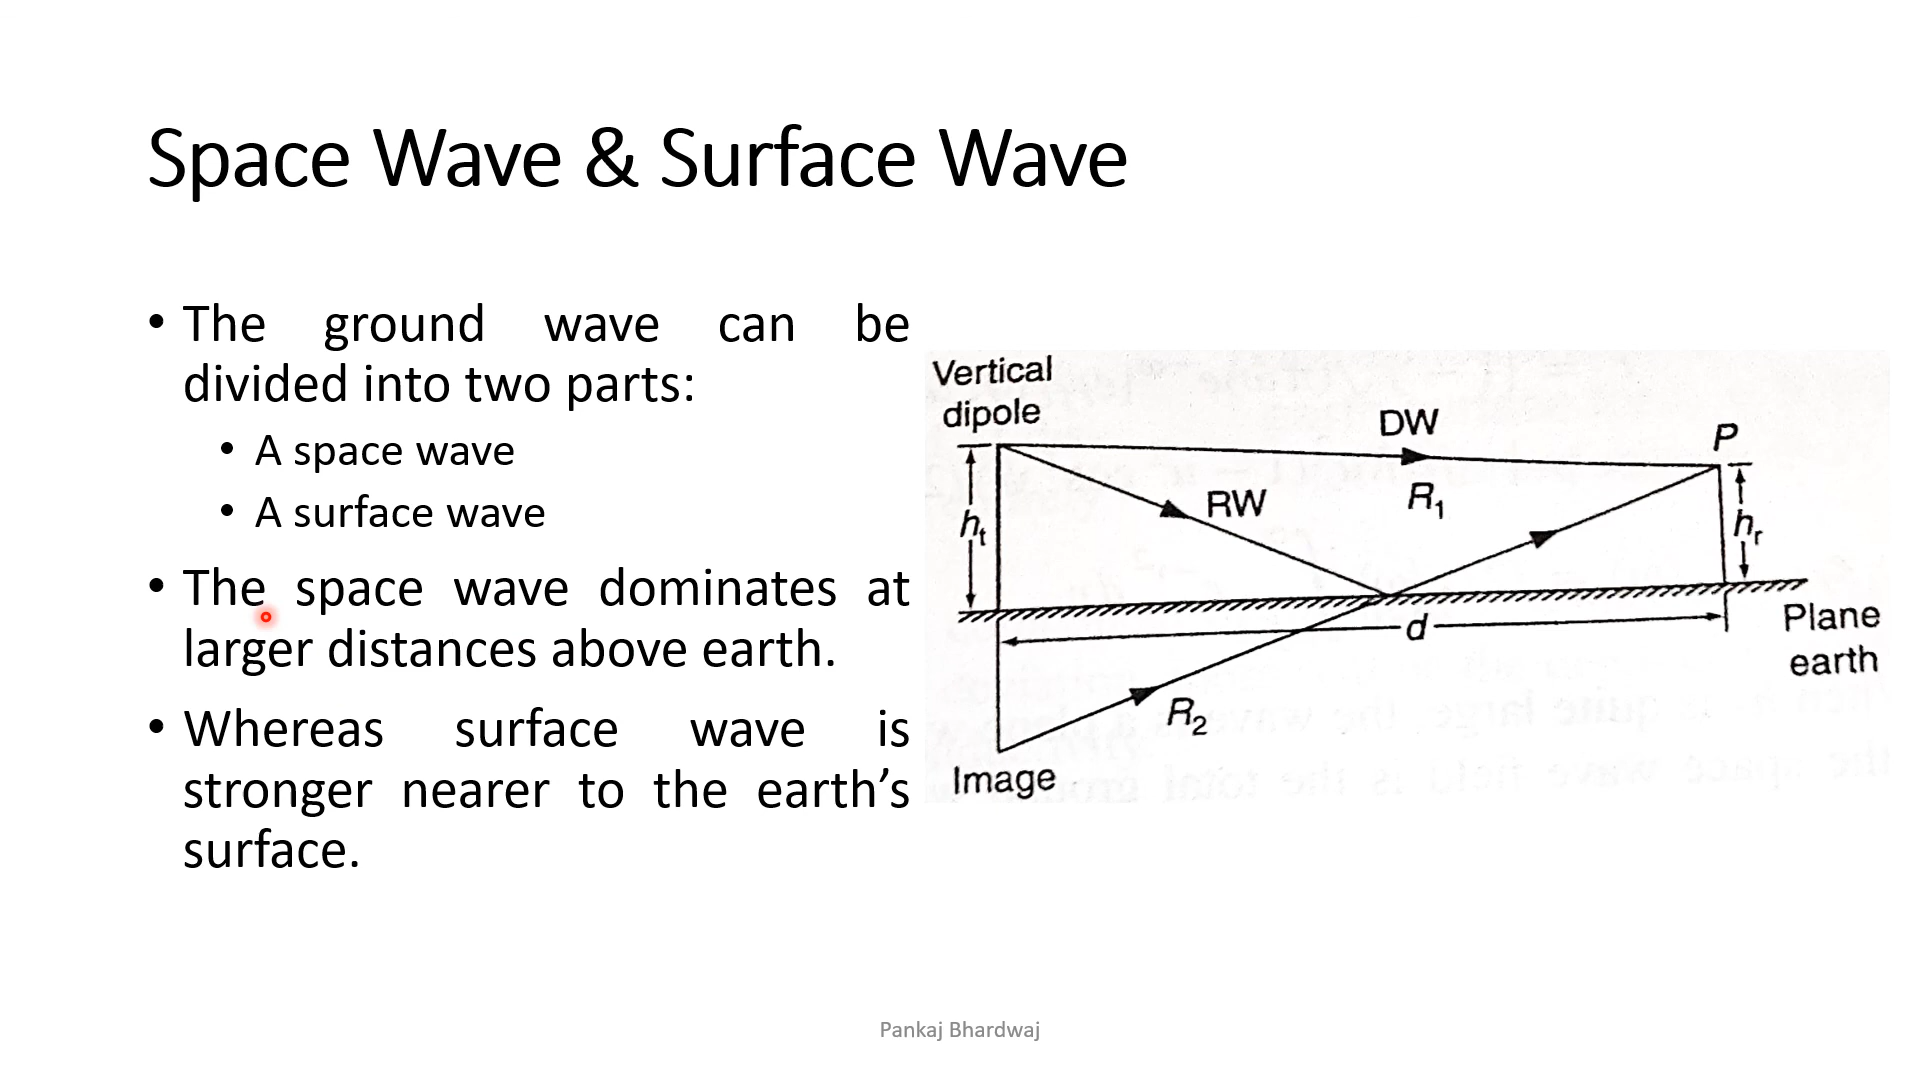 Space Wave & Surface Wave
• The ground wave can be
divided into two parts:
• A space wave
• A surface wave
• The space wave dominates at
larger distances above earth.
• Whereas surface wave is
stronger nearer to the earth’s
surface.
Vertical
dipole
DW
P
RW
R₁
hₜ
hᵣ
d
Plane
earth
R₂
Image
Pankaj Bhardwaj